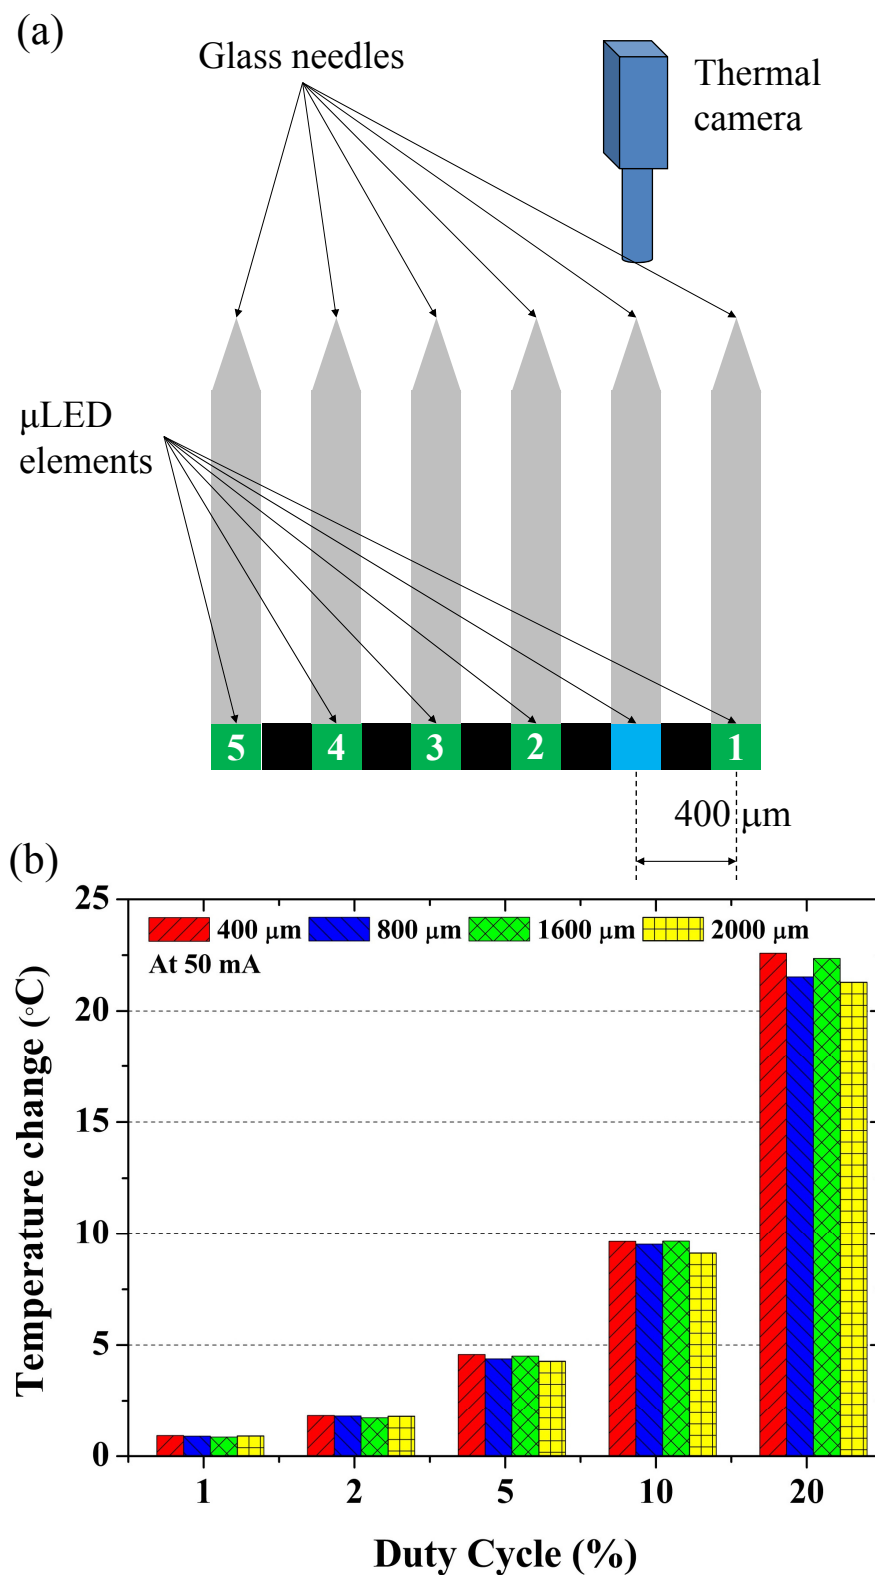 (a)
Glass needles
Thermal
camera
μLED
elements
5 4 3 2 1
400 μm
(b)
25
20
15
10
5
0
400 μm 800 μm 1600 μm 2000 μm
At 50 mA
Temperature change (◦C)
1 2 5 10 20
Duty Cycle (%)